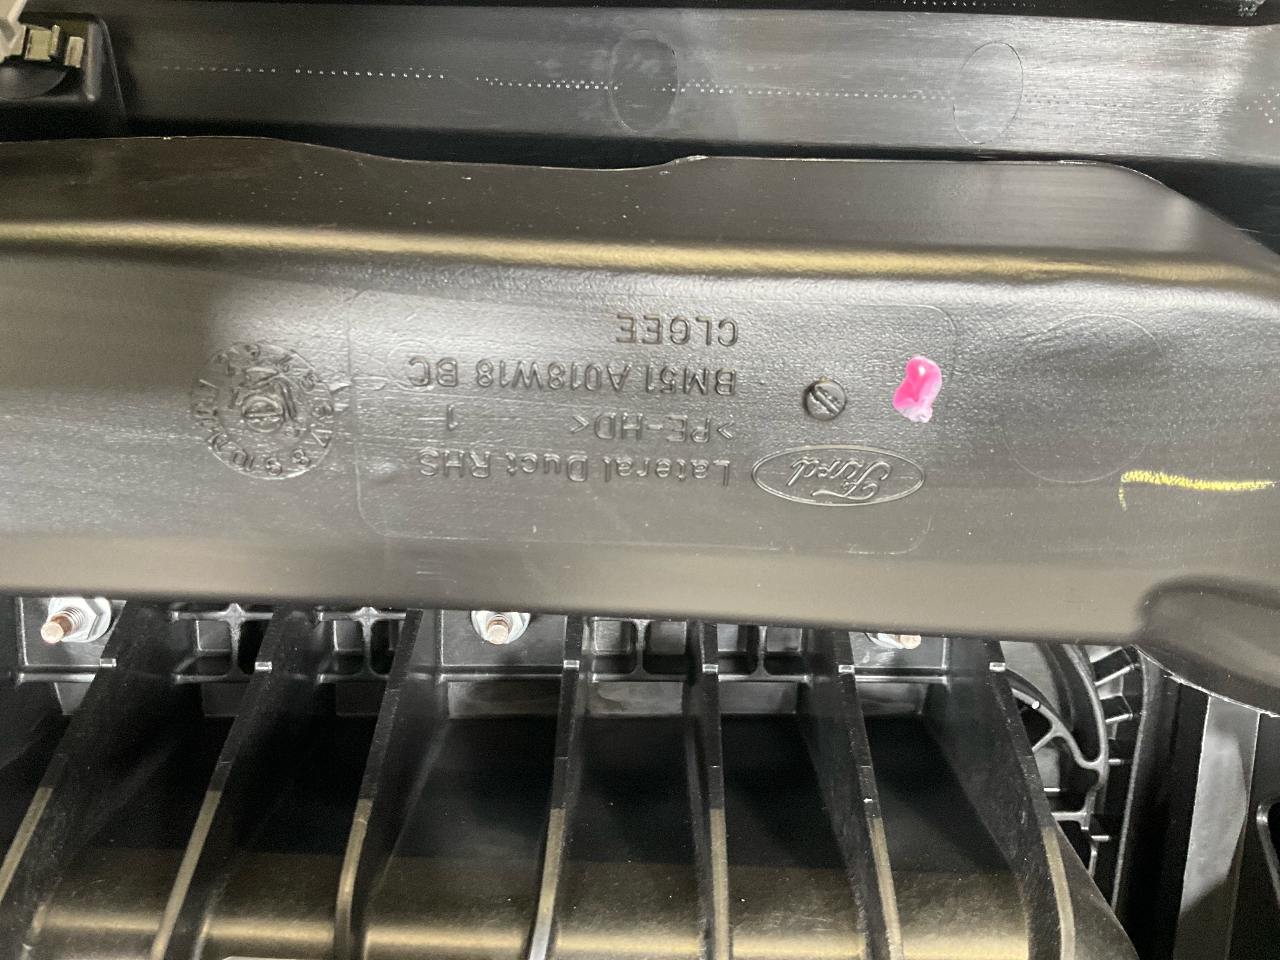 Ford
Lateral Duct RHS
>PE-HD< 1
BM51 A018W18 BC
CLGEE